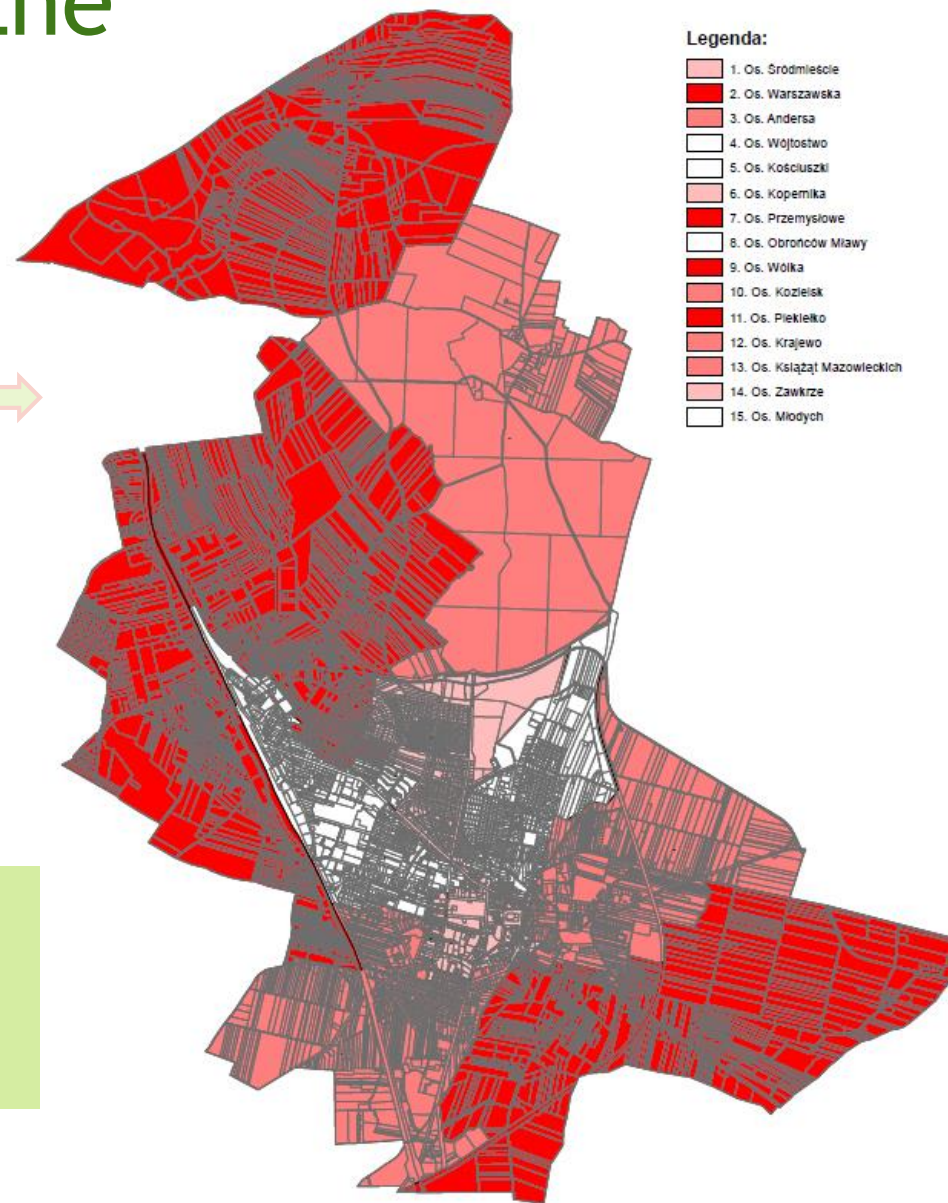 Legenda:
1. Os. Śródmieście
2. Os. Warszawska
3. Os. Andersa
4. Os. Wójtostwo
5. Os. Kościuszki
6. Os. Kopernika
7. Os. Przemysłowe
8. Os. Obrońców Mławy
9. Os. Wólka
10. Os. Kozielsk
11. Os. Piekiełko
12. Os. Krajewo
13. Os. Książąt Mazowieckich
14. Os. Zawkrze
15. Os. Młodych